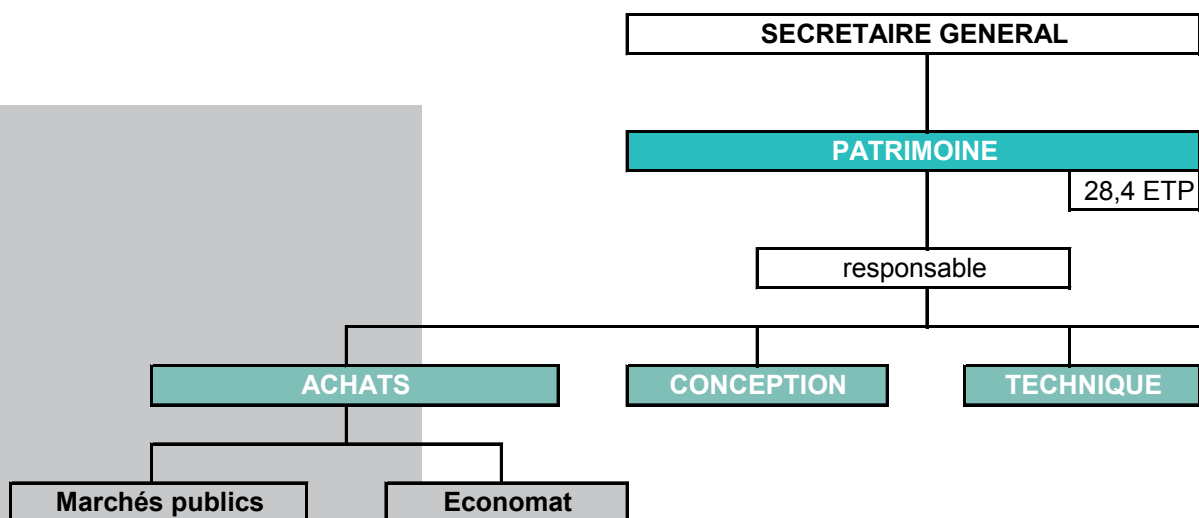 SECRETAIRE GENERAL
PATRIMOINE
28,4 ETP
responsable
ACHATS
CONCEPTION
TECHNIQUE
Marchés publics
Economat